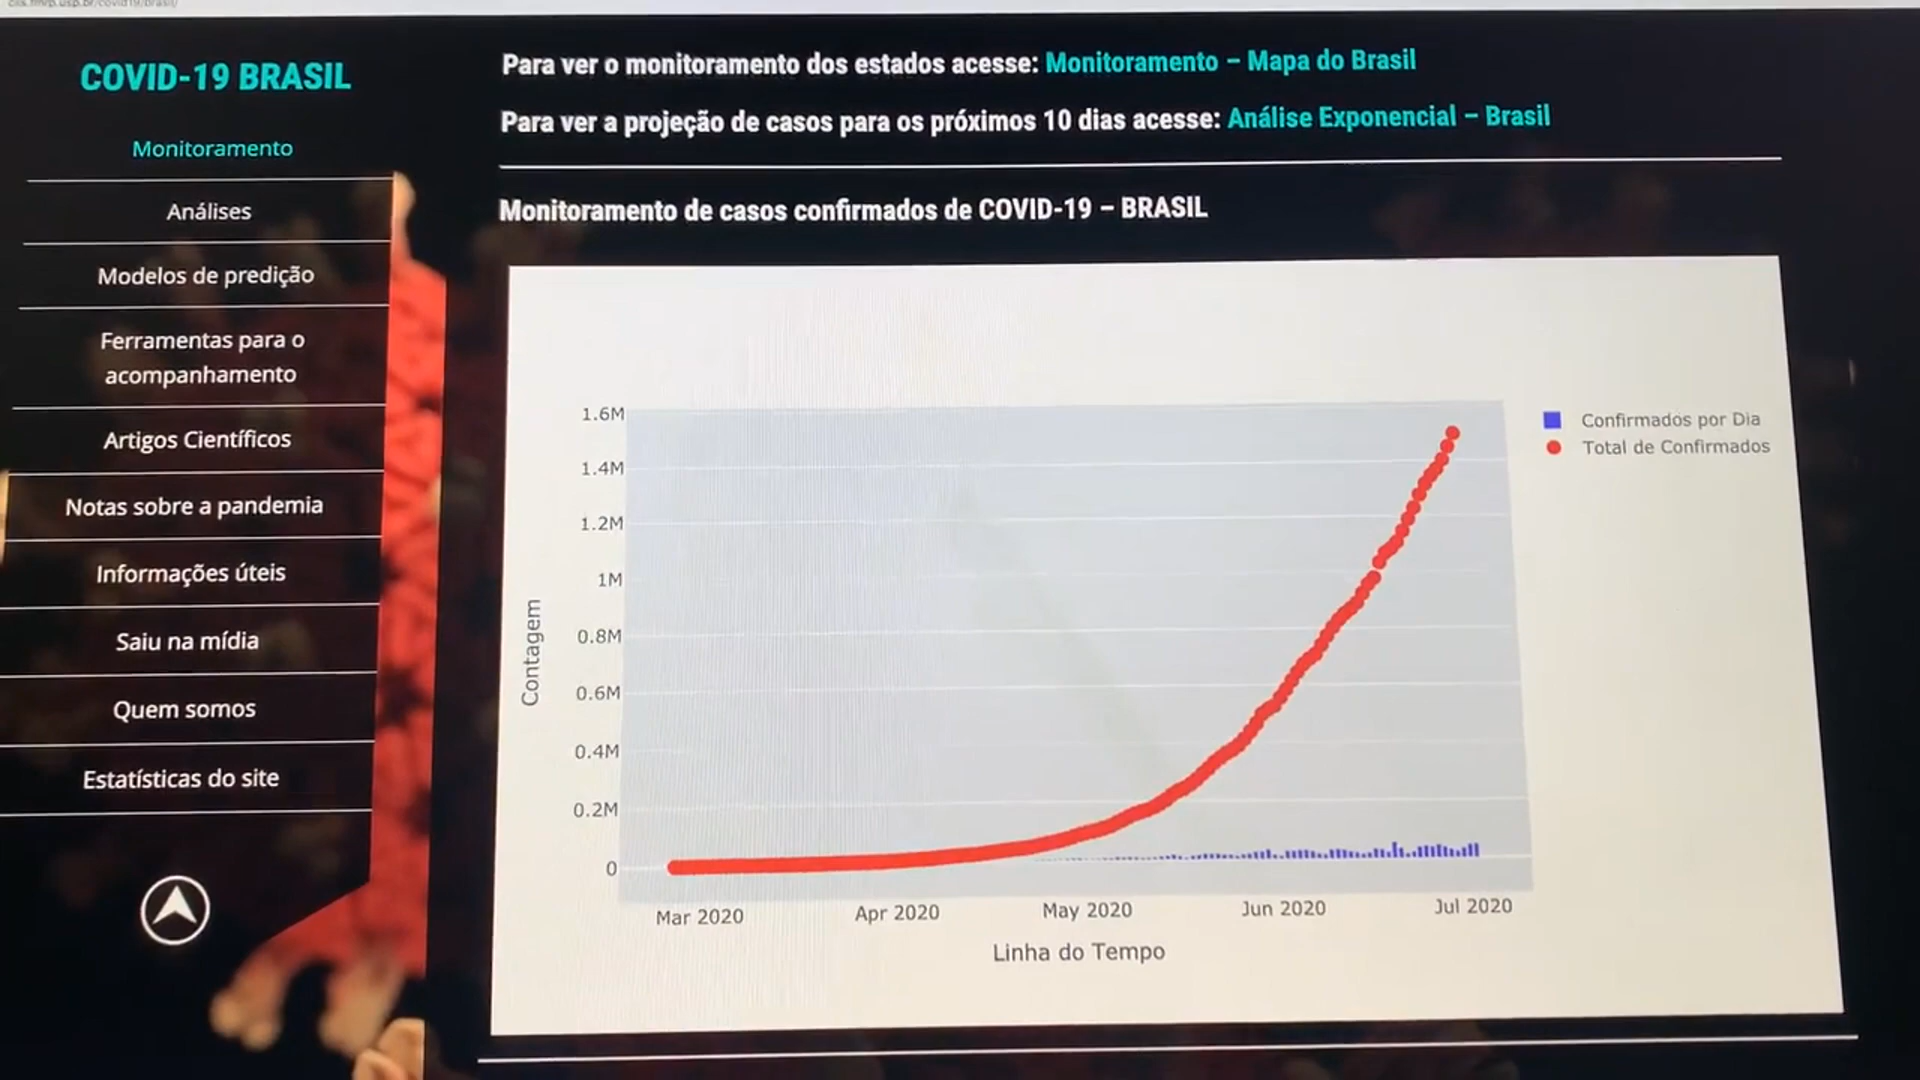 COVID-19 BRASIL
Monitoramento
Análises
Modelos de predição
Ferramentas para o
acompanhamento
Artigos Científicos
Notas sobre a pandemia
Informações úteis
Saiu na mídia
Quem somos
Estatísticas do site
Para ver o monitoramento dos estados acesse: Monitoramento – Mapa do Brasil
Para ver a projeção de casos para os próximos 10 dias acesse: Análise Exponencial – Brasil
Monitoramento de casos confirmados de COVID-19 – BRASIL
Confirmados por Dia
Total de Confirmados
Contagem
1.6M
1.4M
1.2M
1M
0.8M
0.6M
0.4M
0.2M
0
Mar 2020
Apr 2020
May 2020
Jun 2020
Jul 2020
Linha do Tempo